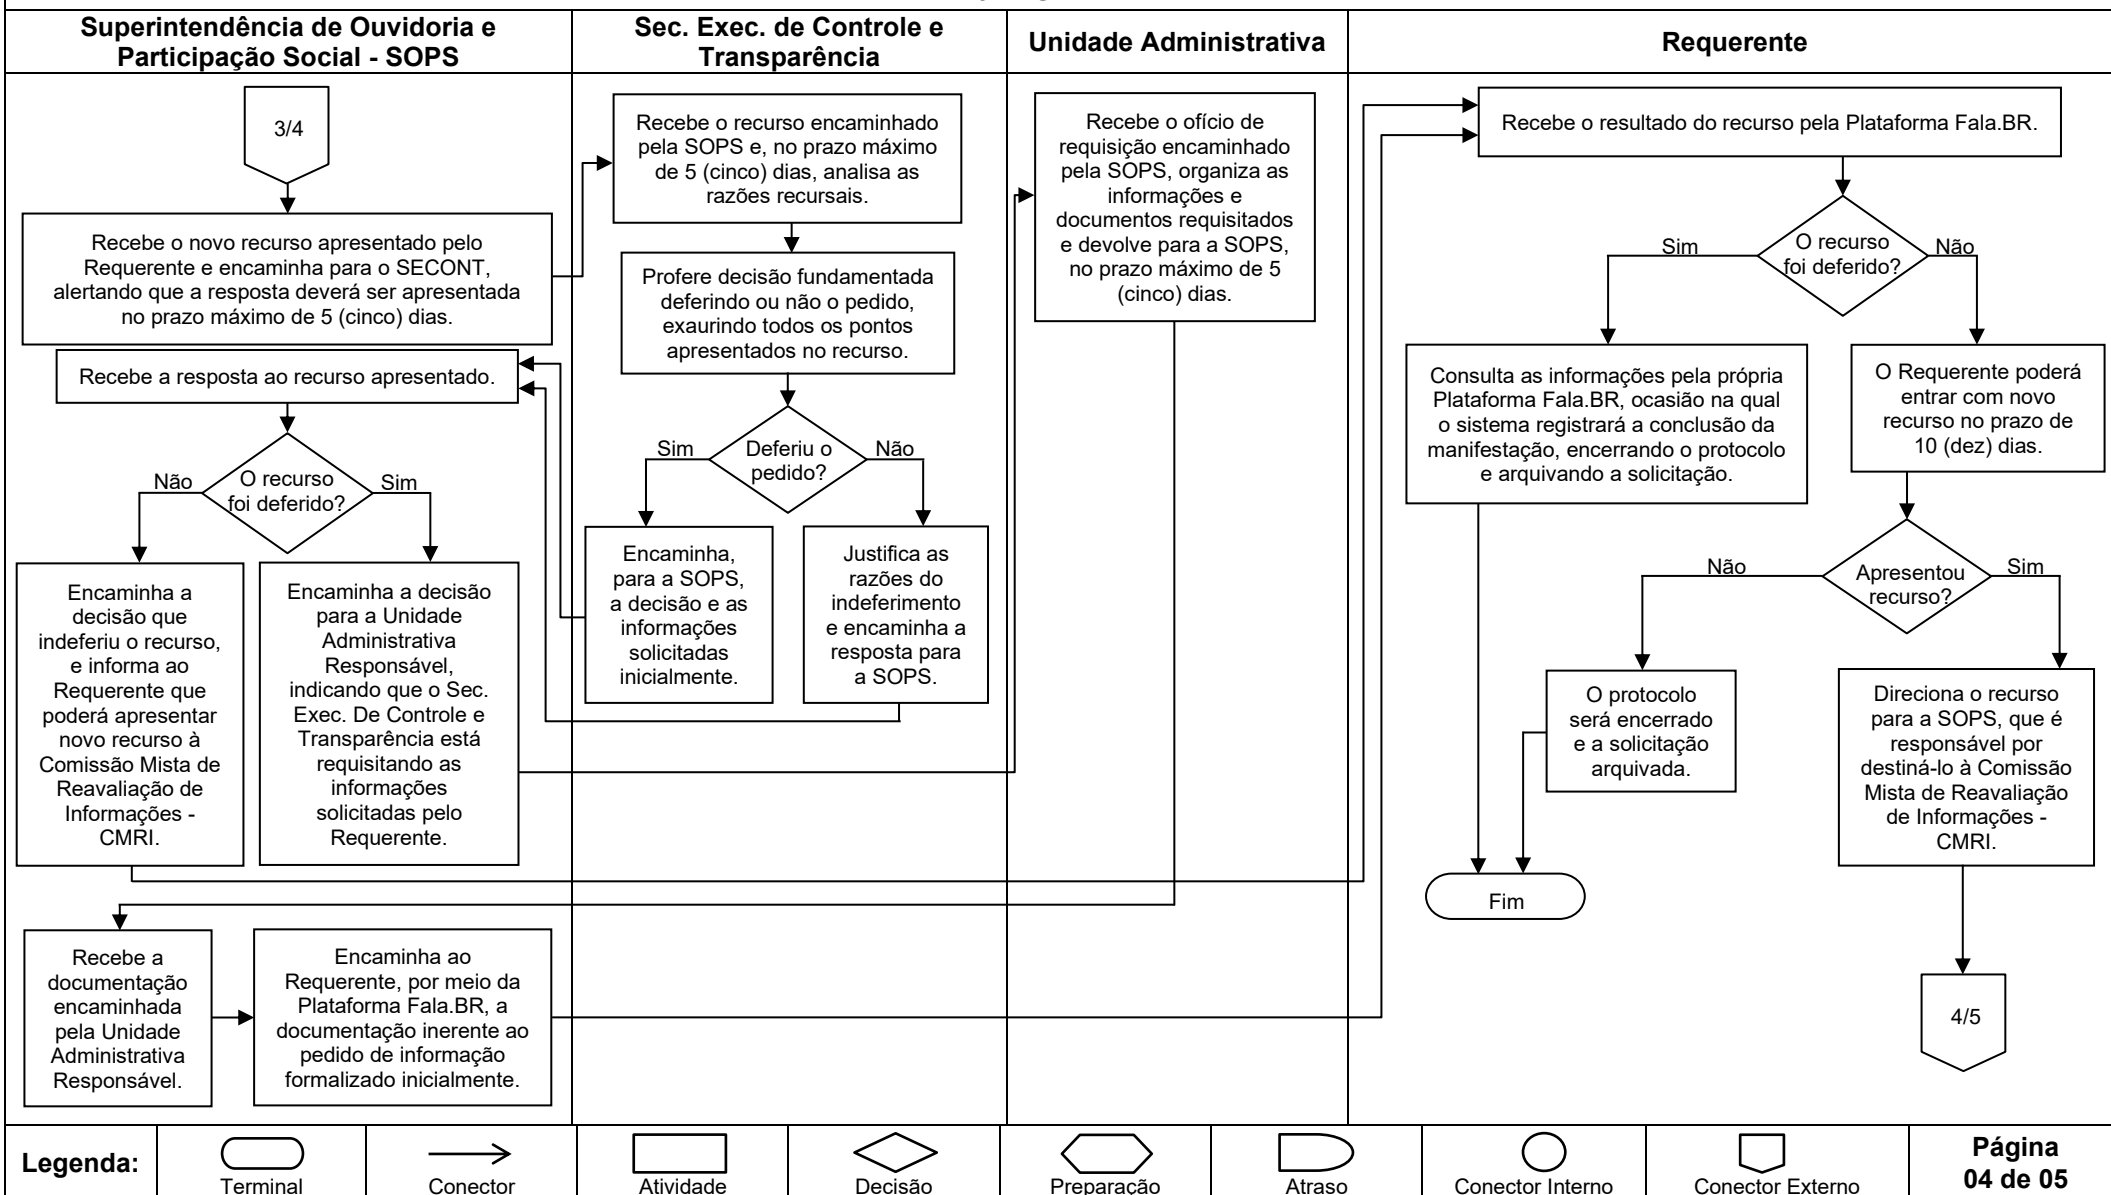 Superintendência de Ouvidoria e
Participação Social - SOPS
Sec. Exec. de Controle e
Transparência
Unidade Administrativa
Requerente
3/4
Recebe o novo recurso apresentado pelo
Requerente e encaminha para o SECONT,
alertando que a resposta deverá ser apresentada
no prazo máximo de 5 (cinco) dias.
Recebe a resposta ao recurso apresentado.
O recurso
foi deferido?
Não
Sim
Encaminha a
decisão que
indeferiu o recurso,
e informa ao
Requerente que
poderá apresentar
novo recurso à
Comissão Mista de
Reavaliação de
Informações -
CMRI.
Encaminha a decisão
para a Unidade
Administrativa
Responsável,
indicando que o Sec.
Exec. De Controle e
Transparência está
requisitando as
informações
solicitadas pelo
Requerente.
Recebe a
documentação
encaminhada
pela Unidade
Administrativa
Responsável.
Encaminha ao
Requerente, por meio da
Plataforma Fala.BR, a
documentação inerente ao
pedido de informação
formalizado inicialmente.
Recebe o recurso encaminhado
pela SOPS e, no prazo máximo
de 5 (cinco) dias, analisa as
razões recursais.
Profere decisão fundamentada
deferindo ou não o pedido,
exaurindo todos os pontos
apresentados no recurso.
Sim
Deferiu o
pedido?
Não
Encaminha,
para a SOPS,
a decisão e as
informações
solicitadas
inicialmente.
Justifica as
razões do
indeferimento
e encaminha a
resposta para
a SOPS.
Recebe o ofício de
requisição encaminhado
pela SOPS, organiza as
informações e
documentos requisitados
e devolve para a SOPS,
no prazo máximo de 5
(cinco) dias.
Recebe o resultado do recurso pela Plataforma Fala.BR.
Sim
O recurso
foi deferido?
Não
Consulta as informações pela própria
Plataforma Fala.BR, ocasião na qual
o sistema registrará a conclusão da
manifestação, encerrando o protocolo
e arquivando a solicitação.
O Requerente poderá
entrar com novo
recurso no prazo de
10 (dez) dias.
Não
Apresentou
recurso?
Sim
O protocolo
será encerrado
e a solicitação
arquivada.
Direciona o recurso
para a SOPS, que é
responsável por
destiná-lo à Comissão
Mista de Reavaliação
de Informações -
CMRI.
Fim
4/5
Legenda:
Terminal
Conector
Atividade
Decisão
Preparação
Atraso
Conector Interno
Conector Externo
Página
04 de 05